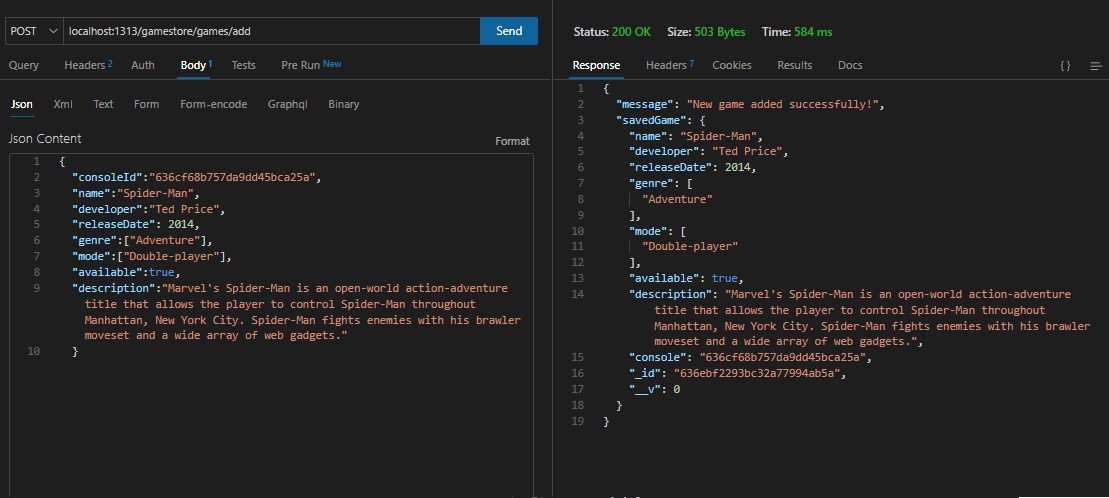 POST localhost:1313/gamestore/games/add Send
Query Headers 2 Auth Body 1 Tests Pre Run New
Json Xml Text Form Form-encode Graphql Binary
Json Content Format
1 {
2 "consoleId":"636cf68b757da9dd45bca25a",
3 "name":"Spider-Man",
4 "developer":"Ted Price",
5 "releaseDate": 2014,
6 "genre":["Adventure"],
7 "mode":["Double-player"],
8 "available":true,
9 "description":"Marvel's Spider-Man is an open-world action-adventure
title that allows the player to control Spider-Man throughout
Manhattan, New York City. Spider-Man fights enemies with his brawler
moveset and a wide array of web gadgets."
10 }
Status: 200 OK Size: 503 Bytes Time: 584 ms
Response Headers 7 Cookies Results Docs { }
1 {
2 "message": "New game added successfully!",
3 "savedGame": {
4 "name": "Spider-Man",
5 "developer": "Ted Price",
6 "releaseDate": 2014,
7 "genre": [
8 "Adventure"
9 ],
10 "mode": [
11 "Double-player"
12 ],
13 "available": true,
14 "description": "Marvel's Spider-Man is an open-world action-adventure
title that allows the player to control Spider-Man throughout
Manhattan, New York City. Spider-Man fights enemies with his brawler
moveset and a wide array of web gadgets.",
15 "console": "636cf68b757da9dd45bca25a",
16 "_id": "636ebf2293bc32a77994ab5a",
17 "__v": 0
18 }
19 }